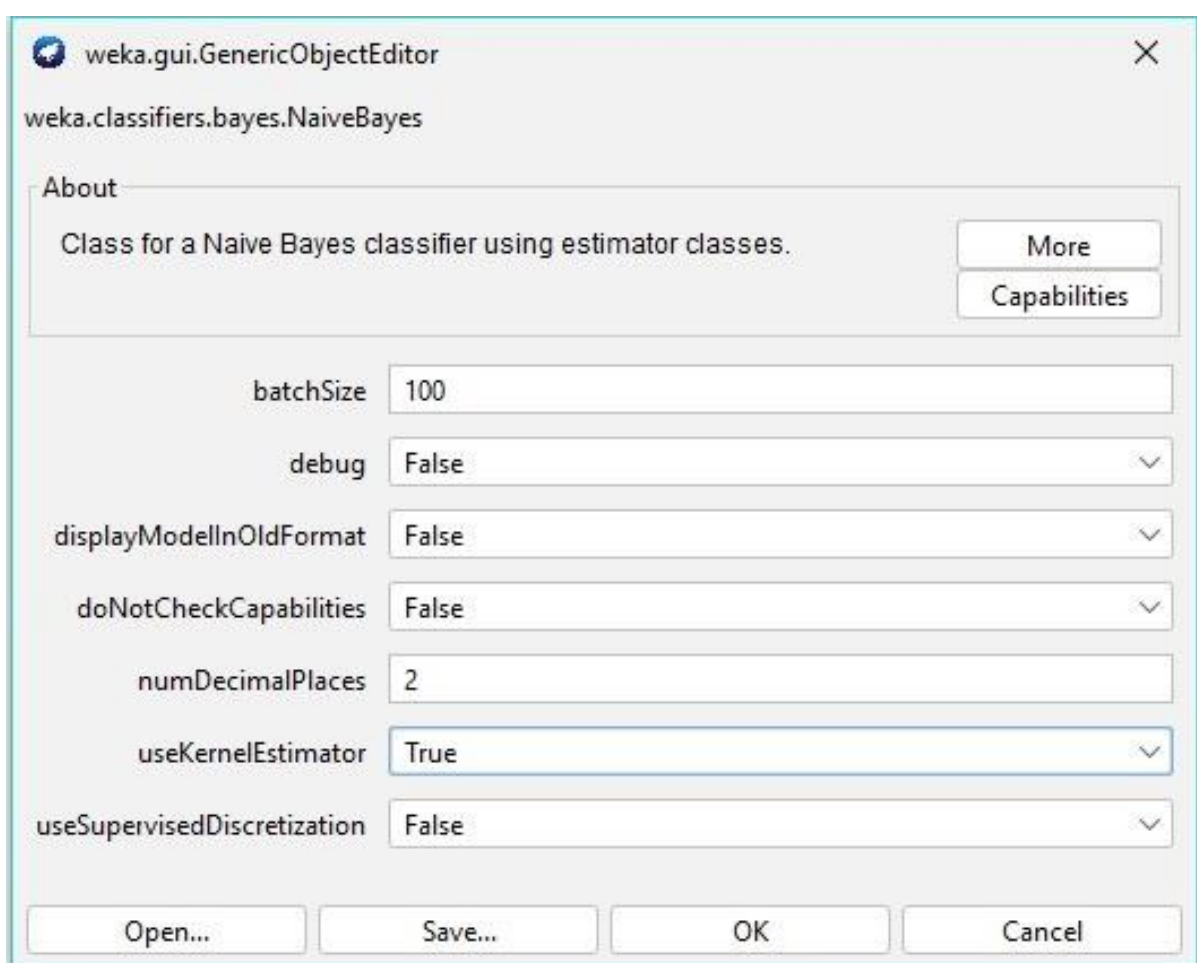 weka.gui.GenericObjectEditor
weka.classifiers.bayes.NaiveBayes
About
Class for a Naive Bayes classifier using estimator classes.
More
Capabilities
batchSize 100
debug False
displayModelInOldFormat False
doNotCheckCapabilities False
numDecimalPlaces 2
useKernelEstimator True
useSupervisedDiscretization False
Open... Save... OK Cancel